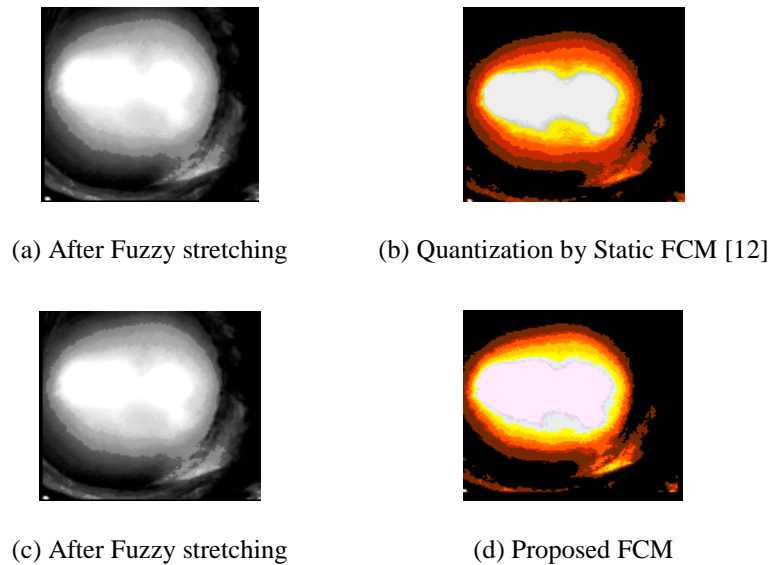 (a) After Fuzzy stretching
(b) Quantization by Static FCM [12]
(c) After Fuzzy stretching
(d) Proposed FCM